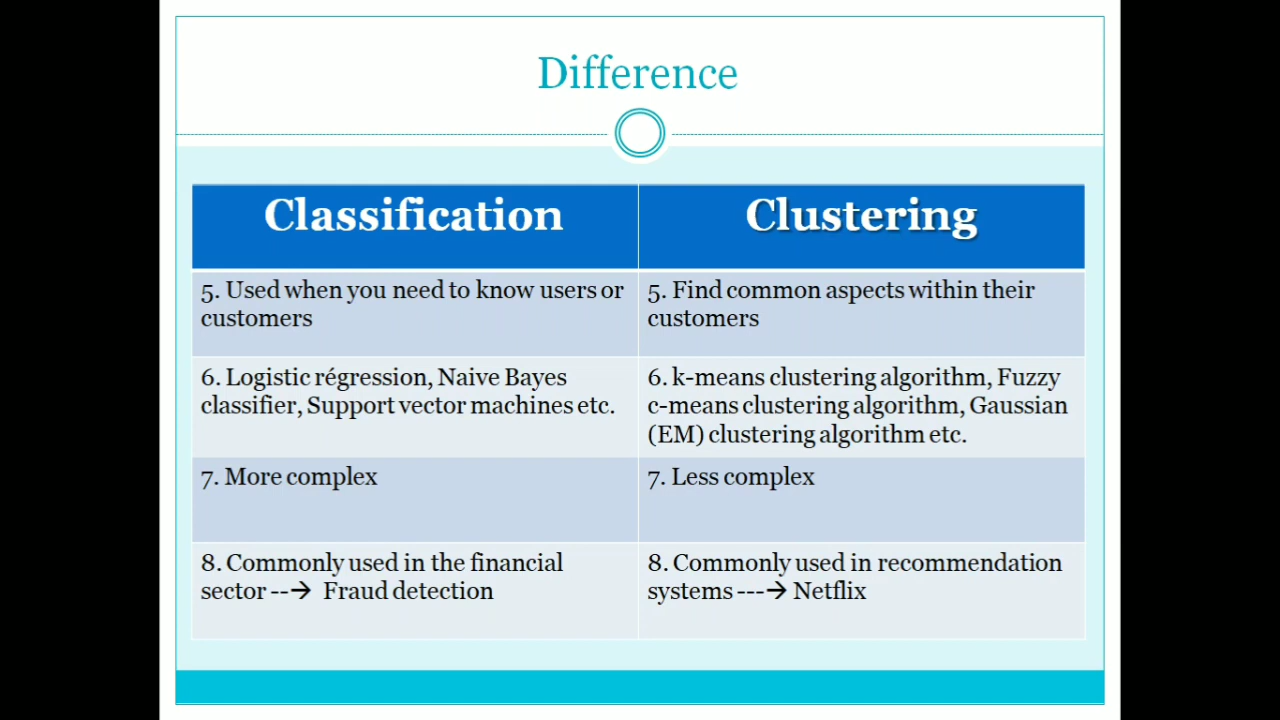 Difference
Classification
Clustering
5. Used when you need to know users or
customers
5. Find common aspects within their
customers
6. Logistic régression, Naive Bayes
classifier, Support vector machines etc.
6. k-means clustering algorithm, Fuzzy
c-means clustering algorithm, Gaussian
(EM) clustering algorithm etc.
7. More complex
7. Less complex
8. Commonly used in the financial
sector --→ Fraud detection
8. Commonly used in recommendation
systems ---→ Netflix